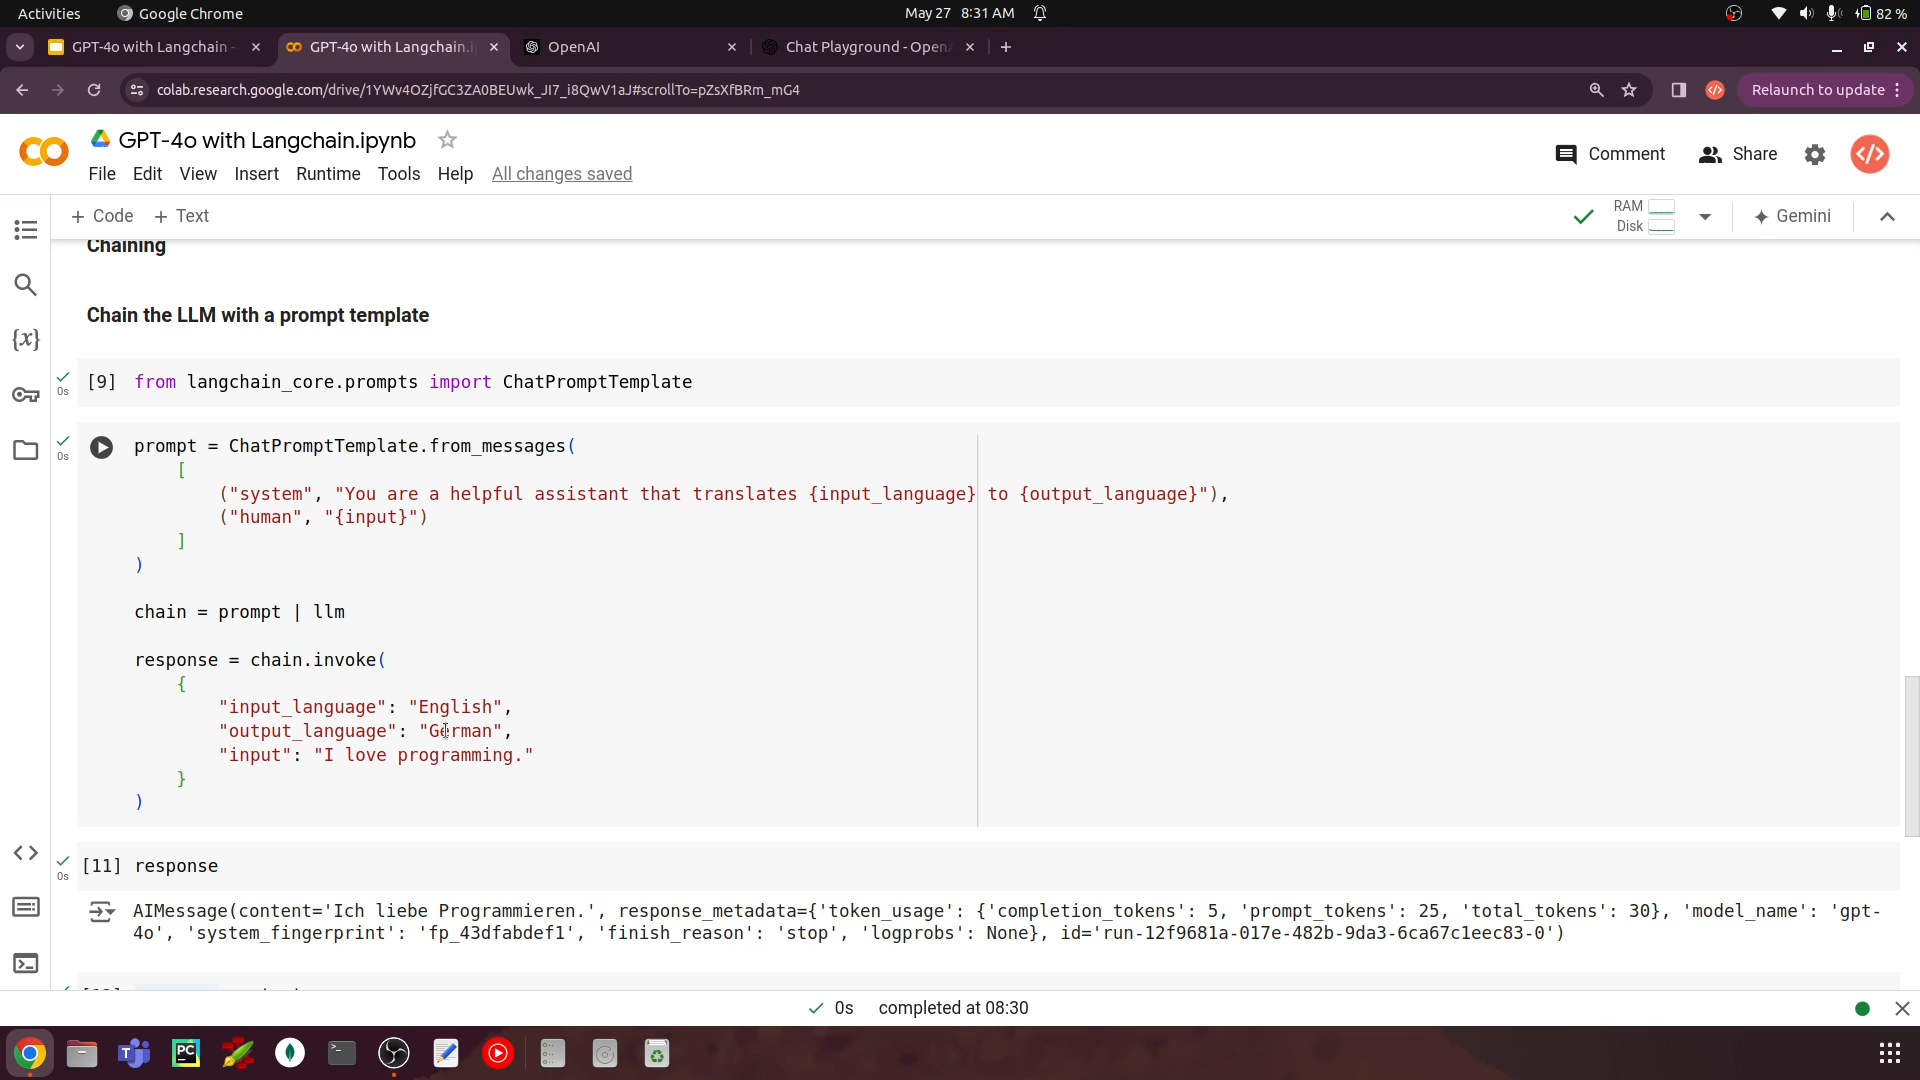 Activities
Google Chrome
May 27 8:31 AM
82 %
GPT-4o with Langchain -
GPT-4o with Langchain.i
OpenAI
Chat Playground - Open
colab.research.google.com/drive/1YWv4OZjfGC3ZA0BEUwk_JI7_i8QwV1aJ#scrollTo=pZsXfBRm_mG4
Relaunch to update
GPT-4o with Langchain.ipynb
Comment
Share
File Edit View Insert Runtime Tools Help All changes saved
+ Code + Text
RAM
Disk
Gemini
Chaining
Chain the LLM with a prompt template
0s
[9] from langchain_core.prompts import ChatPromptTemplate
0s
prompt = ChatPromptTemplate.from_messages(
[
("system", "You are a helpful assistant that translates {input_language} to {output_language}"),
("human", "{input}")
]
)
chain = prompt | llm
response = chain.invoke(
{
"input_language": "English",
"output_language": "German",
"input": "I love programming."
}
)
0s
[11] response
AIMessage(content='Ich liebe Programmieren.', response_metadata={'token_usage': {'completion_tokens': 5, 'prompt_tokens': 25, 'total_tokens': 30}, 'model_name': 'gpt-
4o', 'system_fingerprint': 'fp_43dfabdef1', 'finish_reason': 'stop', 'logprobs': None}, id='run-12f9681a-017e-482b-9da3-6ca67c1eec83-0')
0s completed at 08:30
PC